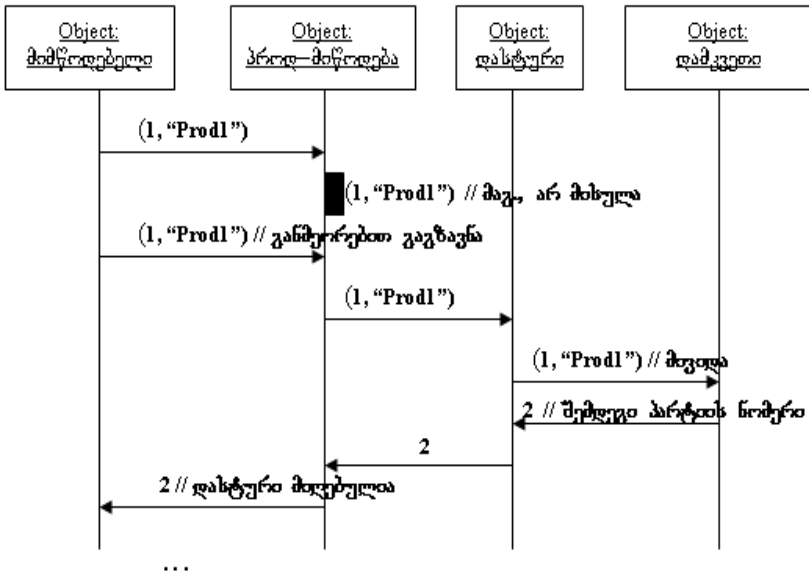 Object:
მიმწოდებელი
Object:
პროდ–მიწოდება
Object:
დასტური
Object:
დამკვეთი
(1, “Prod1”)
(1, “Prod1”) // მაგ., არ მისულა
(1, “Prod1”) // განმეორებით გაგზავნა
(1, “Prod1”)
(1, “Prod1”) // მივიდა
2 // შემდეგი პარტიის ნომერი
2
2 // დასტური მიღებულია
...